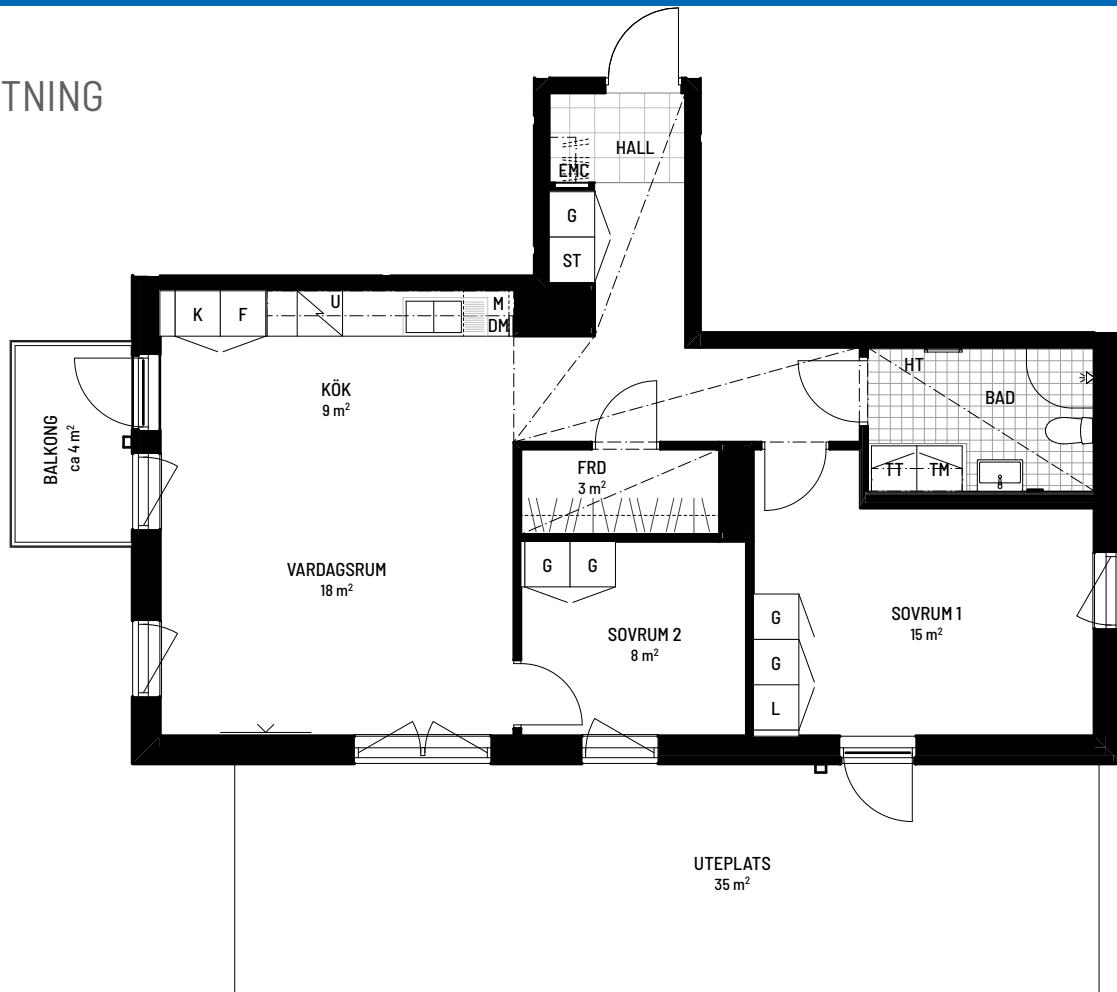 TNING
HALL
EMC
G
ST
K
F
U
M
DM
KÖK
9 m²
HT
BAD
TT
TM
BALKONG
ca 4 m²
FRD
3 m²
VARDAGSRUM
18 m²
G
G
SOVRUM 2
8 m²
G
G
L
SOVRUM 1
15 m²
UTEPLATS
35 m²